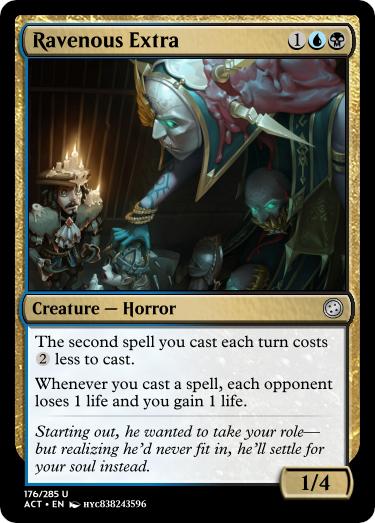 Ravenous Extra
1
Creature — Horror
The second spell you cast each turn costs
2 less to cast.
Whenever you cast a spell, each opponent
loses 1 life and you gain 1 life.
Starting out, he wanted to take your role—
but realizing he’d never fit in, he’ll settle for
your soul instead.
1/4
176/285 U
ACT • EN HYC838243596